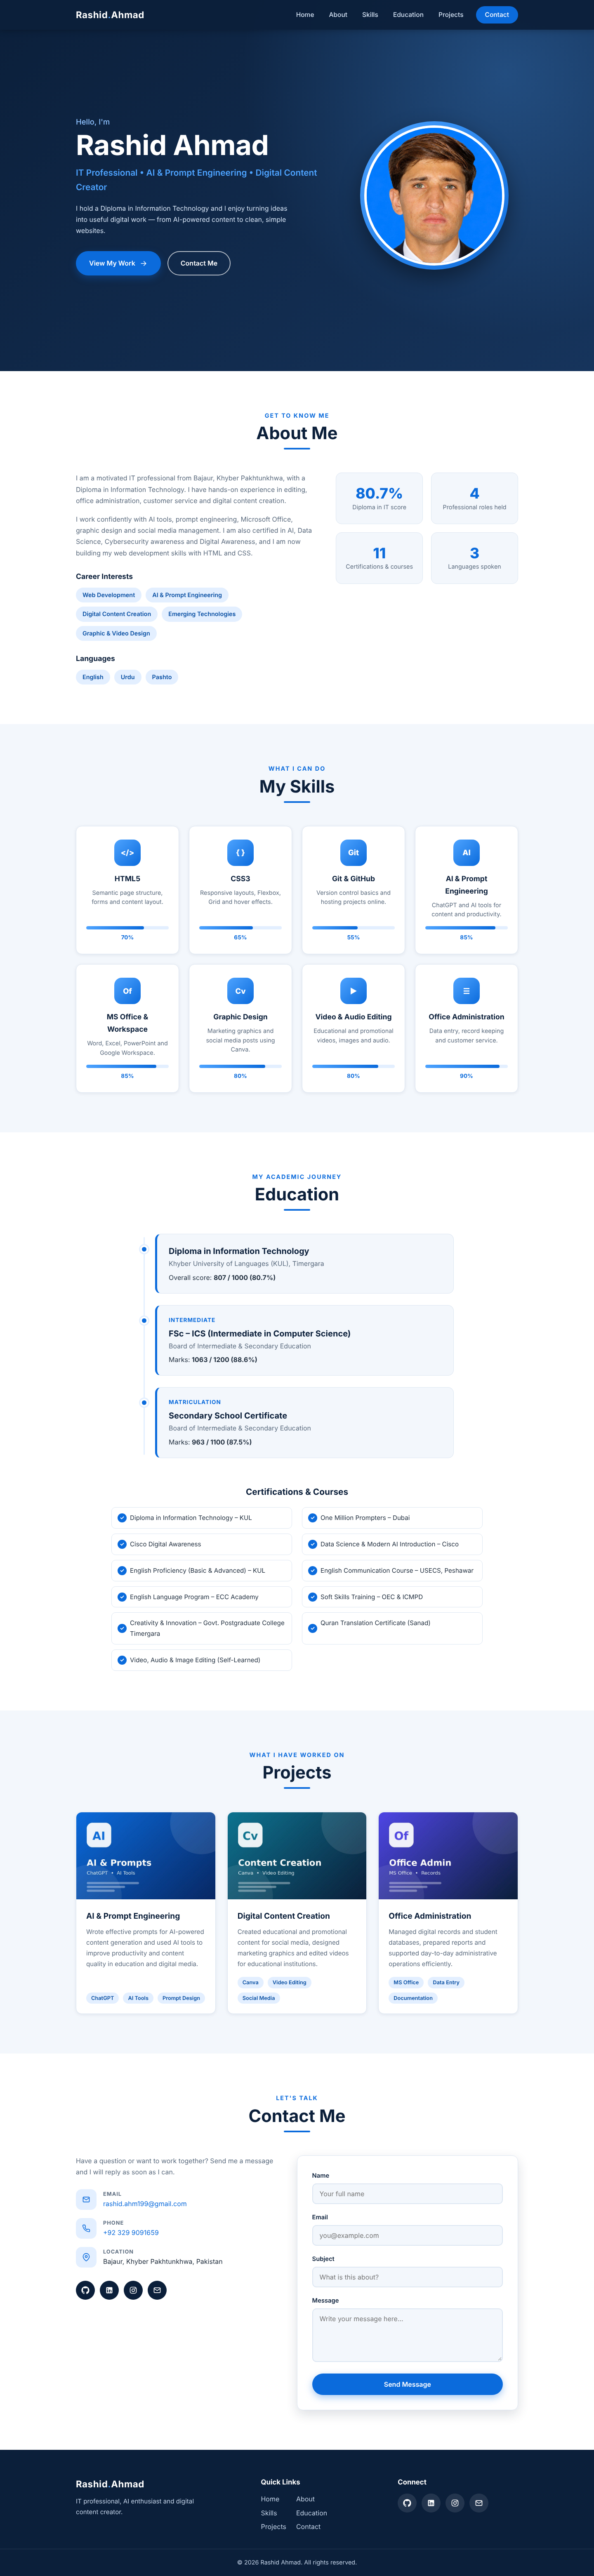 Rashid.Ahmad
Home About Skills Education Projects Contact
Hello, I'm
Rashid Ahmad
IT Professional • AI & Prompt Engineering • Digital Content
Creator
I hold a Diploma in Information Technology and I enjoy turning ideas
into useful digital work — from AI-powered content to clean, simple
websites.
View My Work →
Contact Me
GET TO KNOW ME
About Me
I am a motivated IT professional from Bajaur, Khyber Pakhtunkhwa, with a
Diploma in Information Technology. I have hands-on experience in editing,
office administration, customer service and digital content creation.
I work confidently with AI tools, prompt engineering, Microsoft Office,
graphic design and social media management. I am also certified in AI, Data
Science, Cybersecurity awareness and Digital Awareness, and I am now
building my web development skills with HTML and CSS.
Career Interests
Web Development AI & Prompt Engineering
Digital Content Creation Emerging Technologies
Graphic & Video Design
Languages
English Urdu Pashto
80.7%
Diploma in IT score
4
Professional roles held
11
Certifications & courses
3
Languages spoken
WHAT I CAN DO
My Skills
</>
HTML5
Semantic page structure,
forms and content layout.
70%
{ }
CSS3
Responsive layouts, Flexbox,
Grid and hover effects.
65%
Git
Git & GitHub
Version control basics and
hosting projects online.
55%
AI
AI & Prompt
Engineering
ChatGPT and AI tools for
content and productivity.
85%
Of
MS Office &
Workspace
Word, Excel, PowerPoint and
Google Workspace.
85%
Cv
Graphic Design
Marketing graphics and
social media posts using
Canva.
80%
▶
Video & Audio Editing
Educational and promotional
videos, images and audio.
80%
☰
Office Administration
Data entry, record keeping
and customer service.
90%
MY ACADEMIC JOURNEY
Education
Diploma in Information Technology
Khyber University of Languages (KUL), Timergara
Overall score: 807 / 1000 (80.7%)
INTERMEDIATE
FSc – ICS (Intermediate in Computer Science)
Board of Intermediate & Secondary Education
Marks: 1063 / 1200 (88.6%)
MATRICULATION
Secondary School Certificate
Board of Intermediate & Secondary Education
Marks: 963 / 1100 (87.5%)
Certifications & Courses
Diploma in Information Technology – KUL
One Million Prompters – Dubai
Cisco Digital Awareness
Data Science & Modern AI Introduction – Cisco
English Proficiency (Basic & Advanced) – KUL
English Communication Course – USECS, Peshawar
English Language Program – ECC Academy
Soft Skills Training – OEC & ICMPD
Creativity & Innovation – Govt. Postgraduate College
Timergara
Quran Translation Certificate (Sanad)
Video, Audio & Image Editing (Self-Learned)
WHAT I HAVE WORKED ON
Projects
AI
AI & Prompts
ChatGPT • AI Tools
AI & Prompt Engineering
Wrote effective prompts for AI-powered
content generation and used AI tools to
improve productivity and content
quality in education and digital media.
ChatGPT AI Tools Prompt Design
Cv
Content Creation
Canva • Video Editing
Digital Content Creation
Created educational and promotional
content for social media, designed
marketing graphics and edited videos
for educational institutions.
Canva Video Editing
Social Media
Of
Office Admin
MS Office • Records
Office Administration
Managed digital records and student
databases, prepared reports and
supported day-to-day administrative
operations efficiently.
MS Office Data Entry
Documentation
LET'S TALK
Contact Me
Have a question or want to work together? Send me a message
and I will reply as soon as I can.
EMAIL
rashid.ahm199@gmail.com
PHONE
+92 329 9091659
LOCATION
Bajaur, Khyber Pakhtunkhwa, Pakistan
Name
Your full name
Email
you@example.com
Subject
What is this about?
Message
Write your message here...
Send Message
Rashid.Ahmad
IT professional, AI enthusiast and digital
content creator.
Quick Links
Home About
Skills Education
Projects Contact
Connect
© 2026 Rashid Ahmad. All rights reserved.